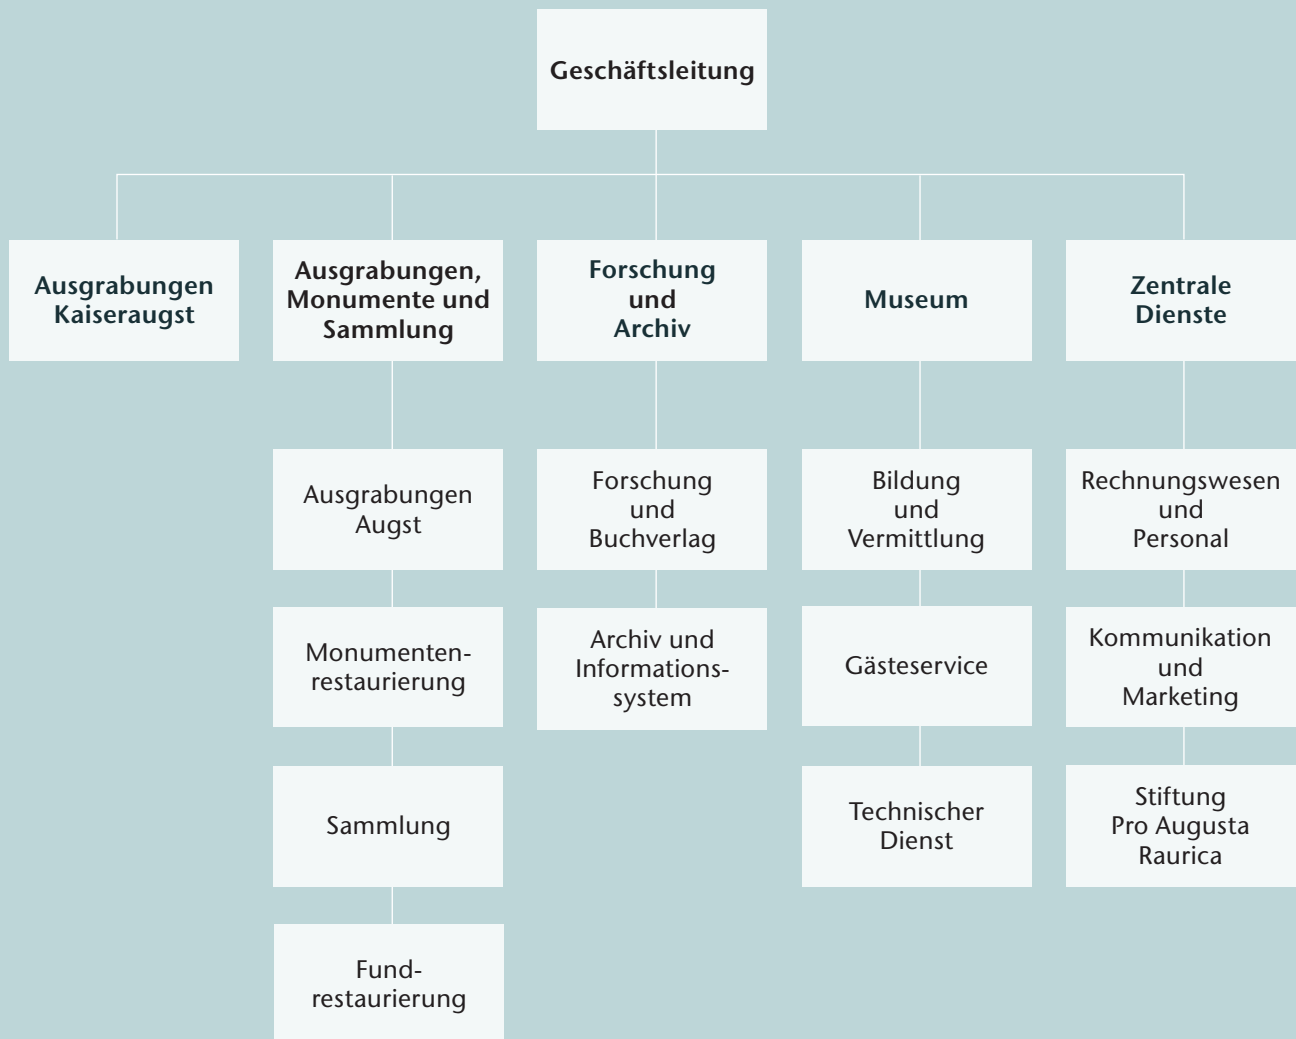 Geschäftsleitung
Ausgrabungen
Kaiseraugst
Ausgrabungen,
Monumente und
Sammlung
Forschung
und
Archiv
Museum
Zentrale
Dienste
Ausgrabungen
Augst
Forschung
und
Buchverlag
Bildung
und
Vermittlung
Rechnungswesen
und
Personal
Monumenten-
restaurierung
Archiv und
Informations-
system
Gästeservice
Kommunikation
und
Marketing
Sammlung
Technischer
Dienst
Stiftung
Pro Augusta
Raurica
Fund-
restaurierung